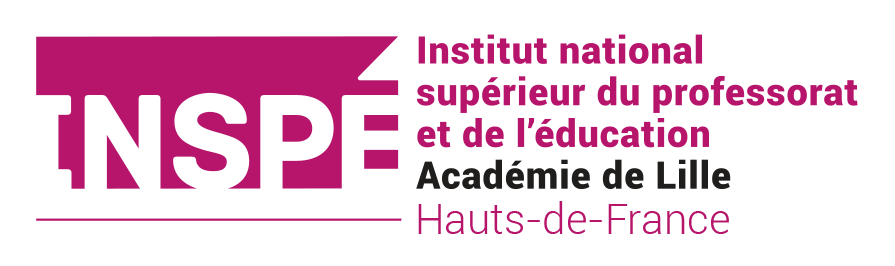 INSPÉ
Institut national
supérieur du professorat
et de l'éducation
Académie de Lille
Hauts-de-France